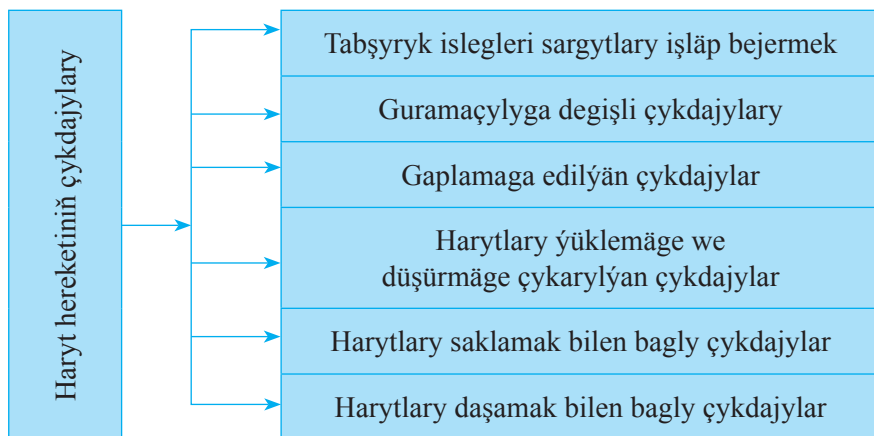 Haryt hereketiniň çykdajylary
Tabşyryk islegleri sargytlary işläp bejermek
Guramaçylyga degişli çykdajylary
Gaplamaga edilýän çykdajylar
Harytlary ýüklemäge we
düşürmäge çykarylýan çykdajylar
Harytlary saklamak bilen bagly çykdajylar
Harytlary daşamak bilen bagly çykdajylar